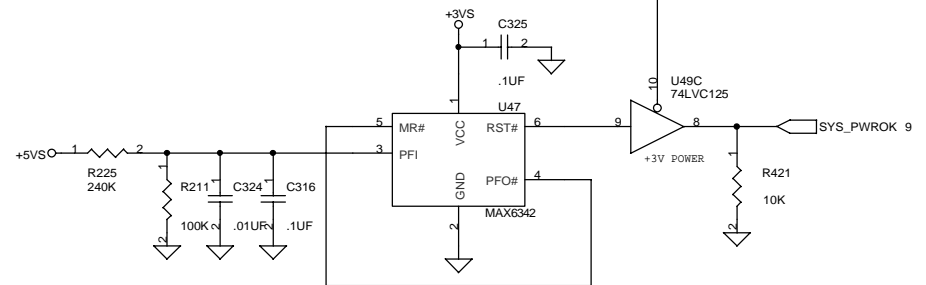 +3VS
C325
1 2
.1UF
10
U49C
74LVC125
9 8
+3V POWER
SYS_PWROK 9
1
R421
10K
2
1
U47
5 MR# VCC RST# 6
3 PFI
GND PFO# 4
MAX6342
2
+5VS 1 2
R225
240K
1 1 1
R211 C324 C316
100K .01UF .1UF
2 2 2